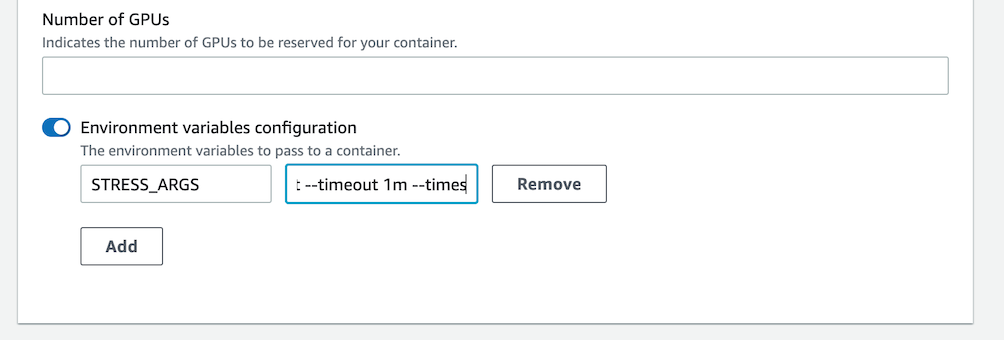 Number of GPUs
Indicates the number of GPUs to be reserved for your container.
Environment variables configuration
The environment variables to pass to a container.
STRESS_ARGS --timeout 1m --times Remove
Add